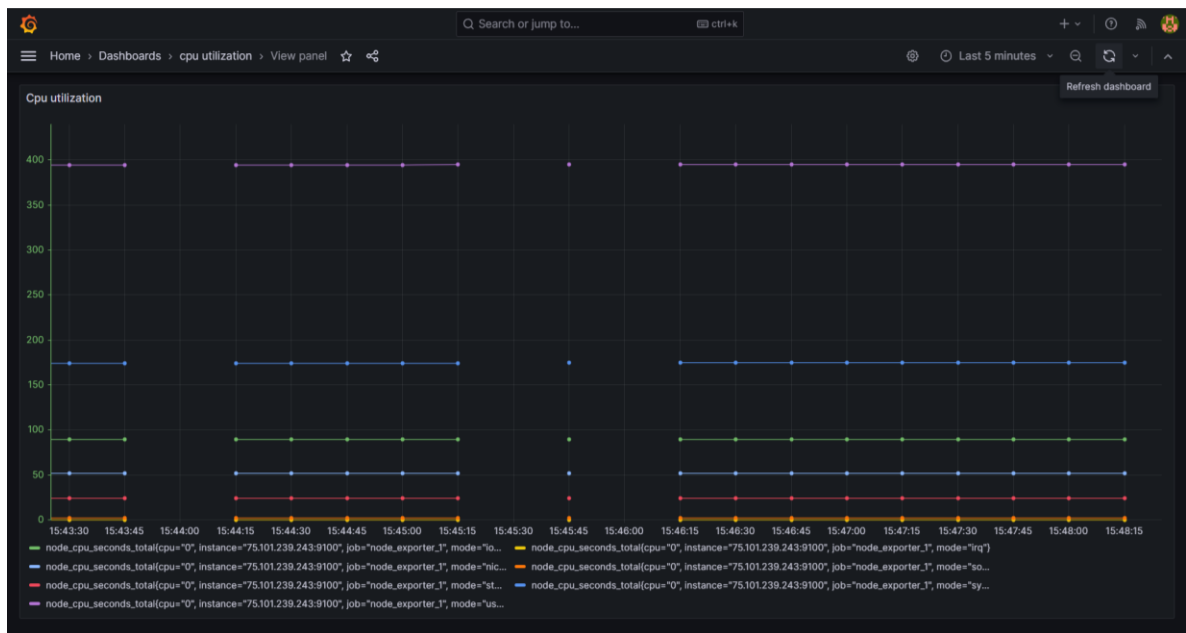 Search or jump to... ctrl+k
Home › Dashboards › cpu utilization › View panel Last 5 minutes
Refresh dashboard
Cpu utilization
400
350
300
250
200
150
100
50
0
15:43:30 15:43:45 15:44:00 15:44:15 15:44:30 15:44:45 15:45:00 15:45:15 15:45:30 15:45:45 15:46:00 15:46:15 15:46:30 15:46:45 15:47:00 15:47:15 15:47:30 15:47:45 15:48:00 15:48:15
node_cpu_seconds_total{cpu="0", instance="75.101.239.243:9100", job="node_exporter_1", mode="io... node_cpu_seconds_total{cpu="0", instance="75.101.239.243:9100", job="node_exporter_1", mode="irq"}
node_cpu_seconds_total{cpu="0", instance="75.101.239.243:9100", job="node_exporter_1", mode="nic... node_cpu_seconds_total{cpu="0", instance="75.101.239.243:9100", job="node_exporter_1", mode="so...
node_cpu_seconds_total{cpu="0", instance="75.101.239.243:9100", job="node_exporter_1", mode="st... node_cpu_seconds_total{cpu="0", instance="75.101.239.243:9100", job="node_exporter_1", mode="sy...
node_cpu_seconds_total{cpu="0", instance="75.101.239.243:9100", job="node_exporter_1", mode="us...